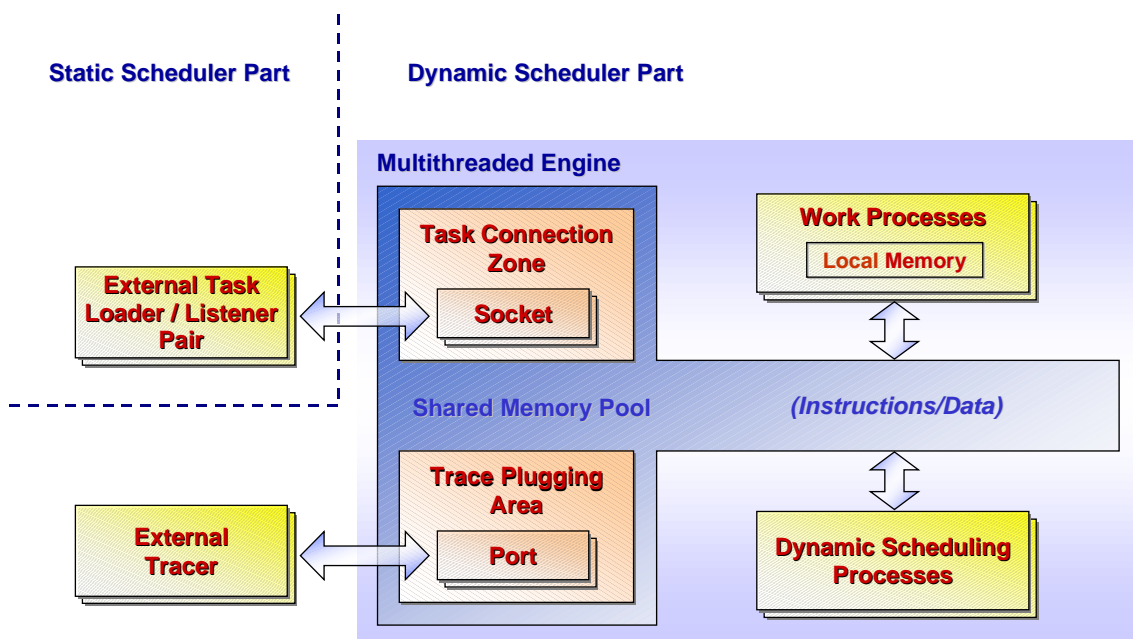 Static Scheduler Part
Dynamic Scheduler Part
Multithreaded Engine
Task Connection
Zone
Socket
Work Processes
Local Memory
External Task
Loader / Listener
Pair
Shared Memory Pool
(Instructions/Data)
Trace Plugging
Area
Port
External
Tracer
Dynamic Scheduling
Processes